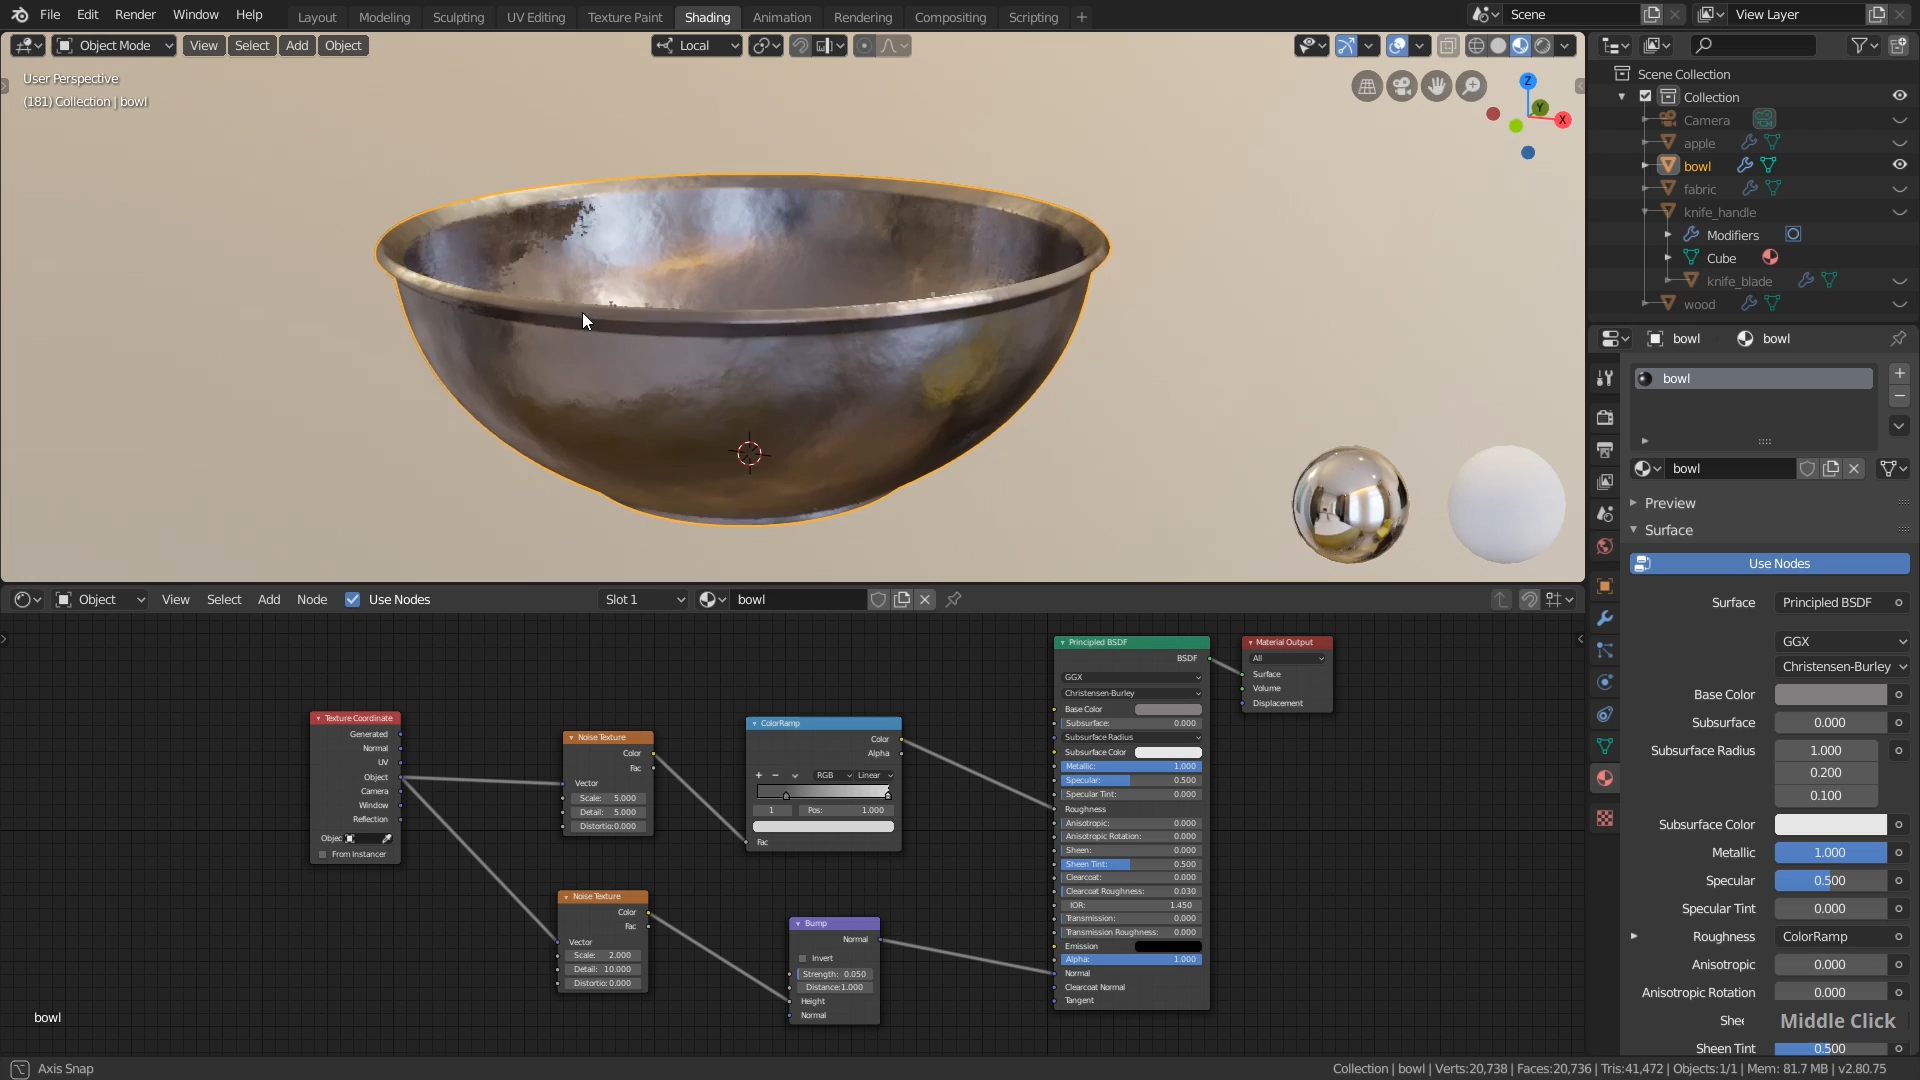 File Edit Render Window Help Layout Modeling Sculpting UV Editing Texture Paint Shading Animation Rendering Compositing Scripting + Scene View Layer
Object Mode View Select Add Object Local
User Perspective
(181) Collection | bowl
Z
Y
X
Scene Collection
Collection
Camera
apple
bowl
fabric
knife_handle
Modifiers
Cube
knife_blade
wood
bowl bowl
bowl
bowl
Preview
Surface
Use Nodes
Surface Principled BSDF
GGX
Christensen-Burley
Base Color
Subsurface 0.000
Subsurface Radius 1.000
0.200
0.100
Subsurface Color
Metallic 1.000
Specular 0.500
Specular Tint 0.000
Roughness ColorRamp
Anisotropic 0.000
Anisotropic Rotation 0.000
Shee
Middle Click
Sheen Tint 0.500
Object View Select Add Node Use Nodes Slot 1 bowl
Texture Coordinate
Generated
Normal
UV
Object
Camera
Window
Reflection
Objec
From Instancer
Noise Texture
Color
Fac
Vector
Scale: 5.000
Detail: 5.000
Distortio: 0.000
Noise Texture
Color
Fac
Vector
Scale: 2.000
Detail: 10.000
Distortio: 0.000
ColorRamp
Color
Alpha
+ − RGB Linear
1 Pos: 1.000
Fac
Bump
Normal
Invert
Strength: 0.050
Distance: 1.000
Height
Normal
Principled BSDF
BSDF
GGX
Christensen-Burley
Base Color
Subsurface: 0.000
Subsurface Radius
Subsurface Color
Metallic: 1.000
Specular: 0.500
Specular Tint: 0.000
Roughness
Anisotropic: 0.000
Anisotropic Rotation: 0.000
Sheen: 0.000
Sheen Tint: 0.500
Clearcoat: 0.000
Clearcoat Roughness: 0.030
IOR: 1.450
Transmission: 0.000
Transmission Roughness: 0.000
Emission
Alpha: 1.000
Normal
Clearcoat Normal
Tangent
Material Output
All
Surface
Volume
Displacement
bowl
Axis Snap
Collection | bowl | Verts:20,738 | Faces:20,736 | Tris:41,472 | Objects:1/1 | Mem: 81.7 MB | v2.80.75